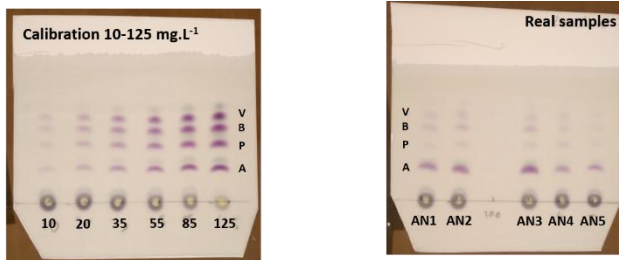 Calibration 10-125 mg.L⁻¹
V
B
P
A
10 20 35 55 85 125
Real samples
V
B
P
A
AN1 AN2 AN3 AN4 AN5